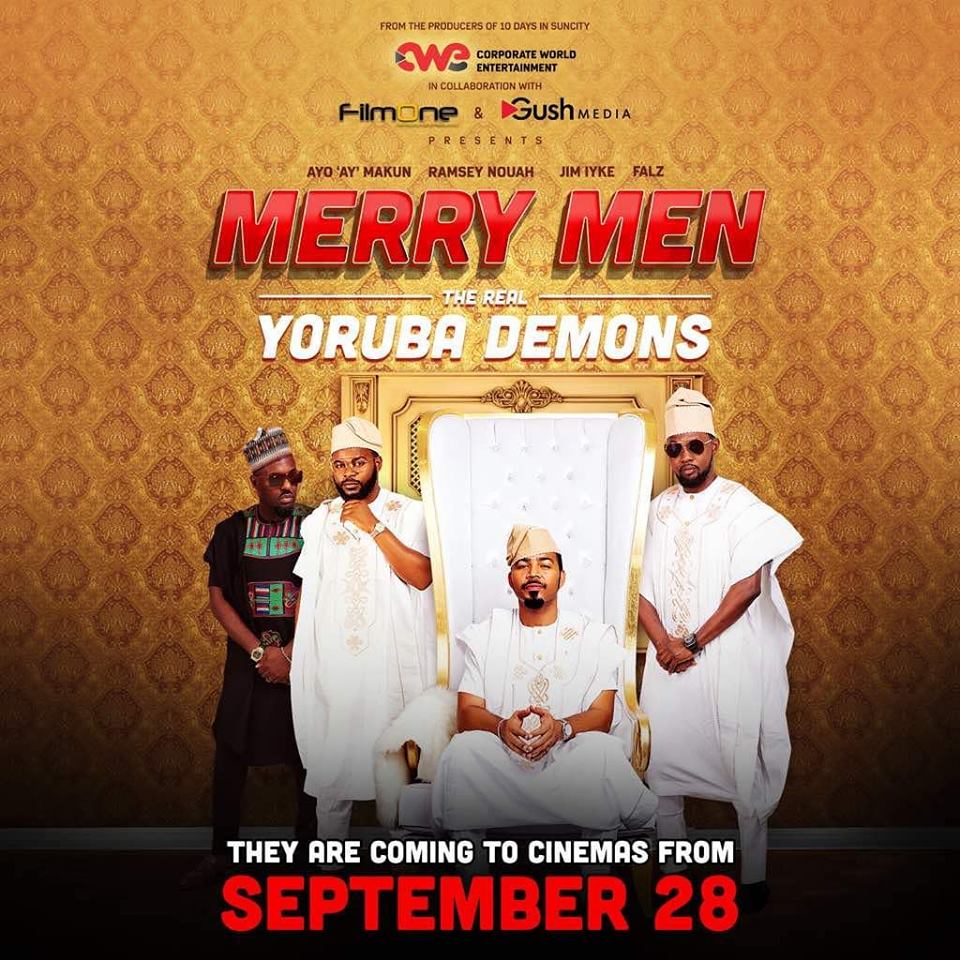 FROM THE PRODUCERS OF 10 DAYS IN SUNCITY
CWE CORPORATE WORLD
ENTERTAINMENT
IN COLLABORATION WITH
FilmOne & Gush MEDIA
PRESENTS
AYO 'AY' MAKUN RAMSEY NOUAH JIM IYKE FALZ
MERRY MEN
THE REAL
YORUBA DEMONS
THEY ARE COMING TO CINEMAS FROM
SEPTEMBER 28